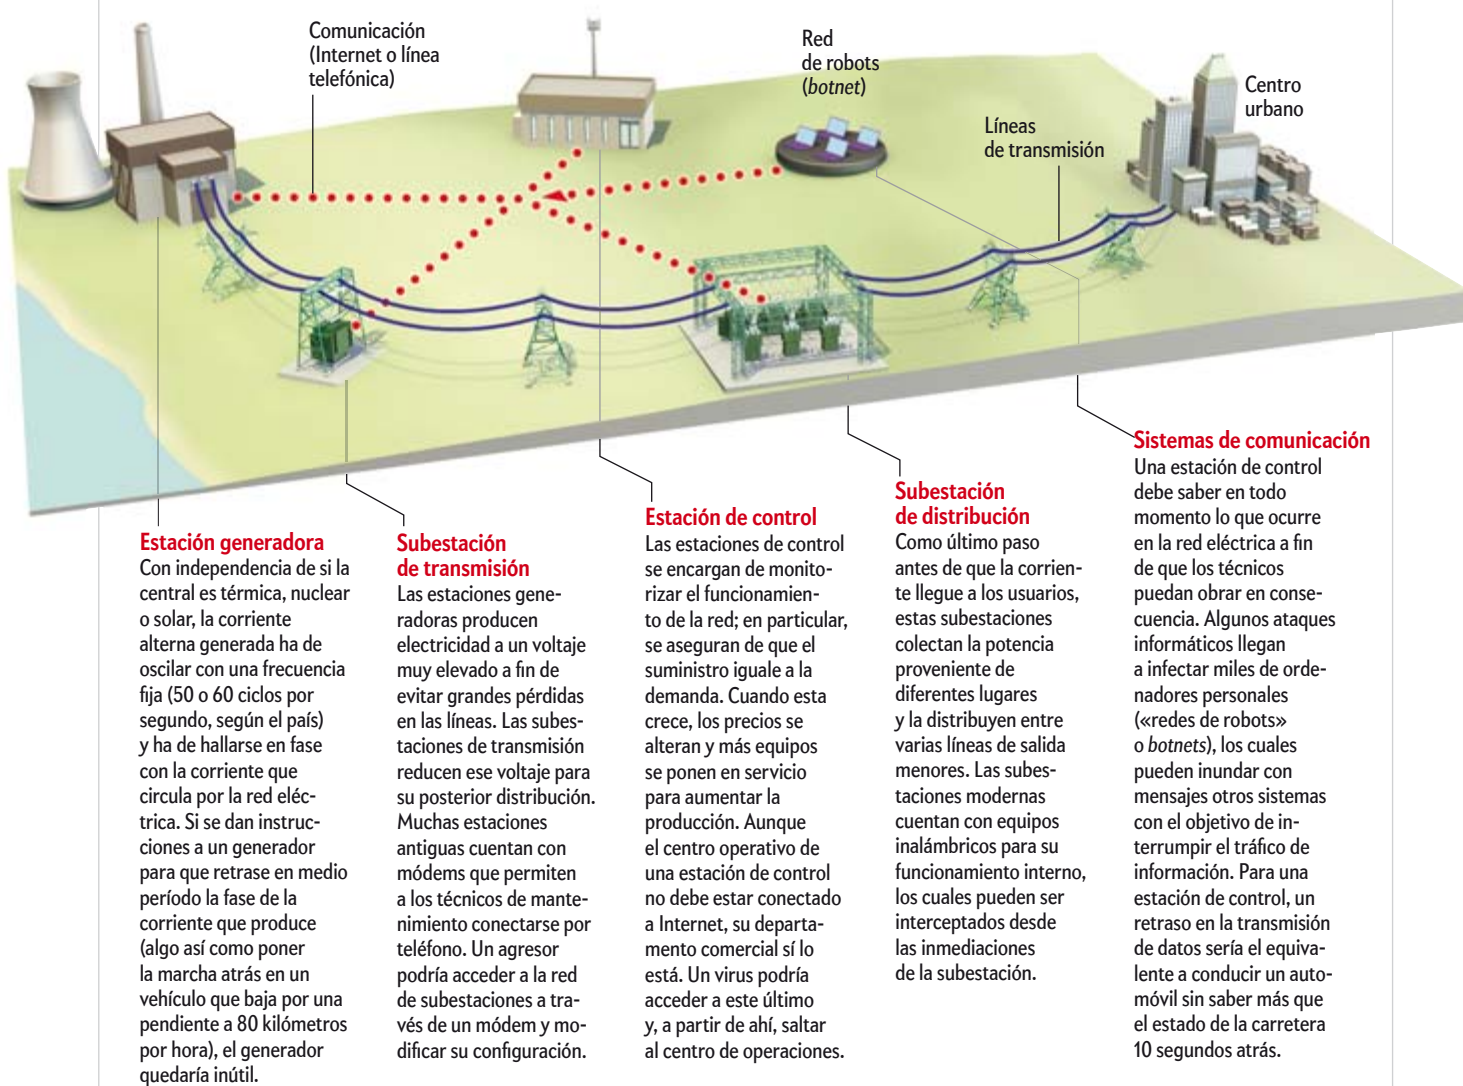 Comunicación
(Internet o línea
telefónica)
Red
de robots
(botnet)
Líneas
de transmisión
Centro
urbano
Estación generadora
Con independencia de si la
central es térmica, nuclear
o solar, la corriente
alterna generada ha de
oscilar con una frecuencia
fija (50 o 60 ciclos por
segundo, según el país)
y ha de hallarse en fase
con la corriente que
circula por la red eléc-
trica. Si se dan instruc-
ciones a un generador
para que retrase en medio
período la fase de la
corriente que produce
(algo así como poner
la marcha atrás en un
vehículo que baja por una
pendiente a 80 kilómetros
por hora), el generador
quedaría inútil.
Subestación
de transmisión
Las estaciones gene-
radoras producen
electricidad a un voltaje
muy elevado a fin de
evitar grandes pérdidas
en las líneas. Las subes-
taciones de transmisión
reducen ese voltaje para
su posterior distribución.
Muchas estaciones
antiguas cuentan con
módems que permiten
a los técnicos de mante-
nimiento conectarse por
teléfono. Un agresor
podría acceder a la red
de subestaciones a tra-
vés de un módem y mo-
dificar su configuración.
Estación de control
Las estaciones de control
se encargan de monito-
rizar el funcionamien-
to de la red; en particular,
se aseguran de que el
suministro iguale a la
demanda. Cuando esta
crece, los precios se
alteran y más equipos
se ponen en servicio
para aumentar la
producción. Aunque
el centro operativo de
una estación de control
no debe estar conectado
a Internet, su departa-
mento comercial sí lo
está. Un virus podría
acceder a este último
y, a partir de ahí, saltar
al centro de operaciones.
Subestación
de distribución
Como último paso
antes de que la corrien-
te llegue a los usuarios,
estas subestaciones
colectan la potencia
proveniente de
diferentes lugares
y la distribuyen entre
varias líneas de salida
menores. Las subes-
taciones modernas
cuentan con equipos
inalámbricos para su
funcionamiento interno,
los cuales pueden ser
interceptados desde
las inmediaciones
de la subestación.
Sistemas de comunicación
Una estación de control
debe saber en todo
momento lo que ocurre
en la red eléctrica a fin
de que los técnicos
puedan obrar en conse-
cuencia. Algunos ataques
informáticos llegan
a infectar miles de orde-
nadores personales
(«redes de robots»
o botnets), los cuales
pueden inundar con
mensajes otros sistemas
con el objetivo de in-
terrumpir el tráfico de
información. Para una
estación de control, un
retraso en la transmisión
de datos sería el equiva-
lente a conducir un auto-
móvil sin saber más que
el estado de la carretera
10 segundos atrás.